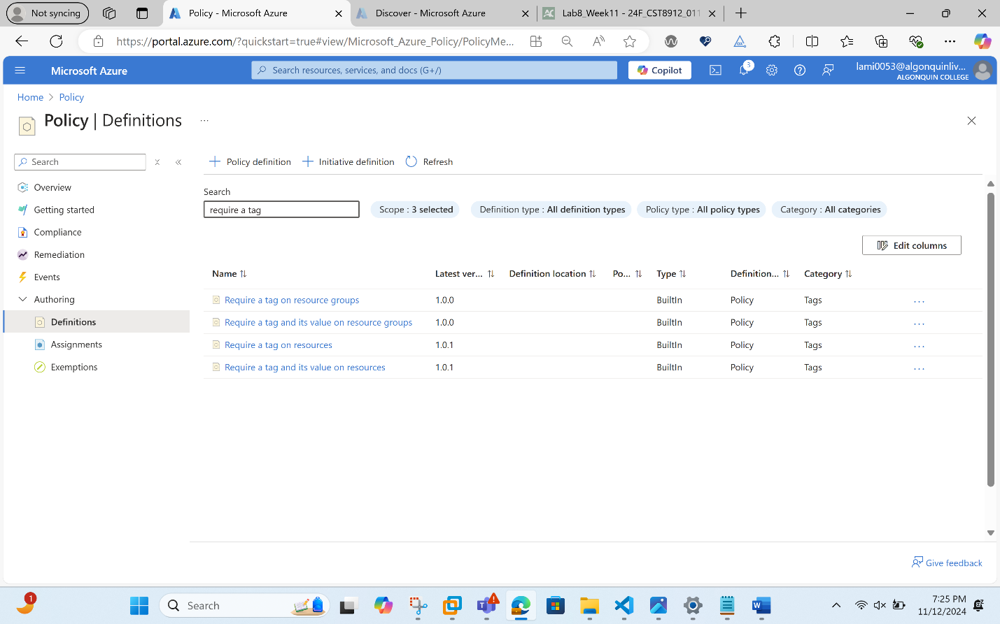 Not syncing
Policy - Microsoft Azure
Discover - Microsoft Azure
Lab8_Week11 - 24F_CST8912_011
https://portal.azure.com/?quickstart=true#view/Microsoft_Azure_Policy/PolicyMe...
Microsoft Azure
Search resources, services, and docs (G+/)
Copilot
3
lami0053@algonquinliv...
ALGONQUIN COLLEGE
Home > Policy
Policy | Definitions ...
Search
Policy definition
Initiative definition
Refresh
Overview
Getting started
Compliance
Remediation
Events
Authoring
Definitions
Assignments
Exemptions
Search
require a tag
Scope : 3 selected
Definition type : All definition types
Policy type : All policy types
Category : All categories
Edit columns
Name Latest ver... Definition location Po... Type Definition... Category
Require a tag on resource groups 1.0.0 BuiltIn Policy Tags ...
Require a tag and its value on resource groups 1.0.0 BuiltIn Policy Tags ...
Require a tag on resources 1.0.1 BuiltIn Policy Tags ...
Require a tag and its value on resources 1.0.1 BuiltIn Policy Tags ...
Give feedback
1
Search
7:25 PM
11/12/2024